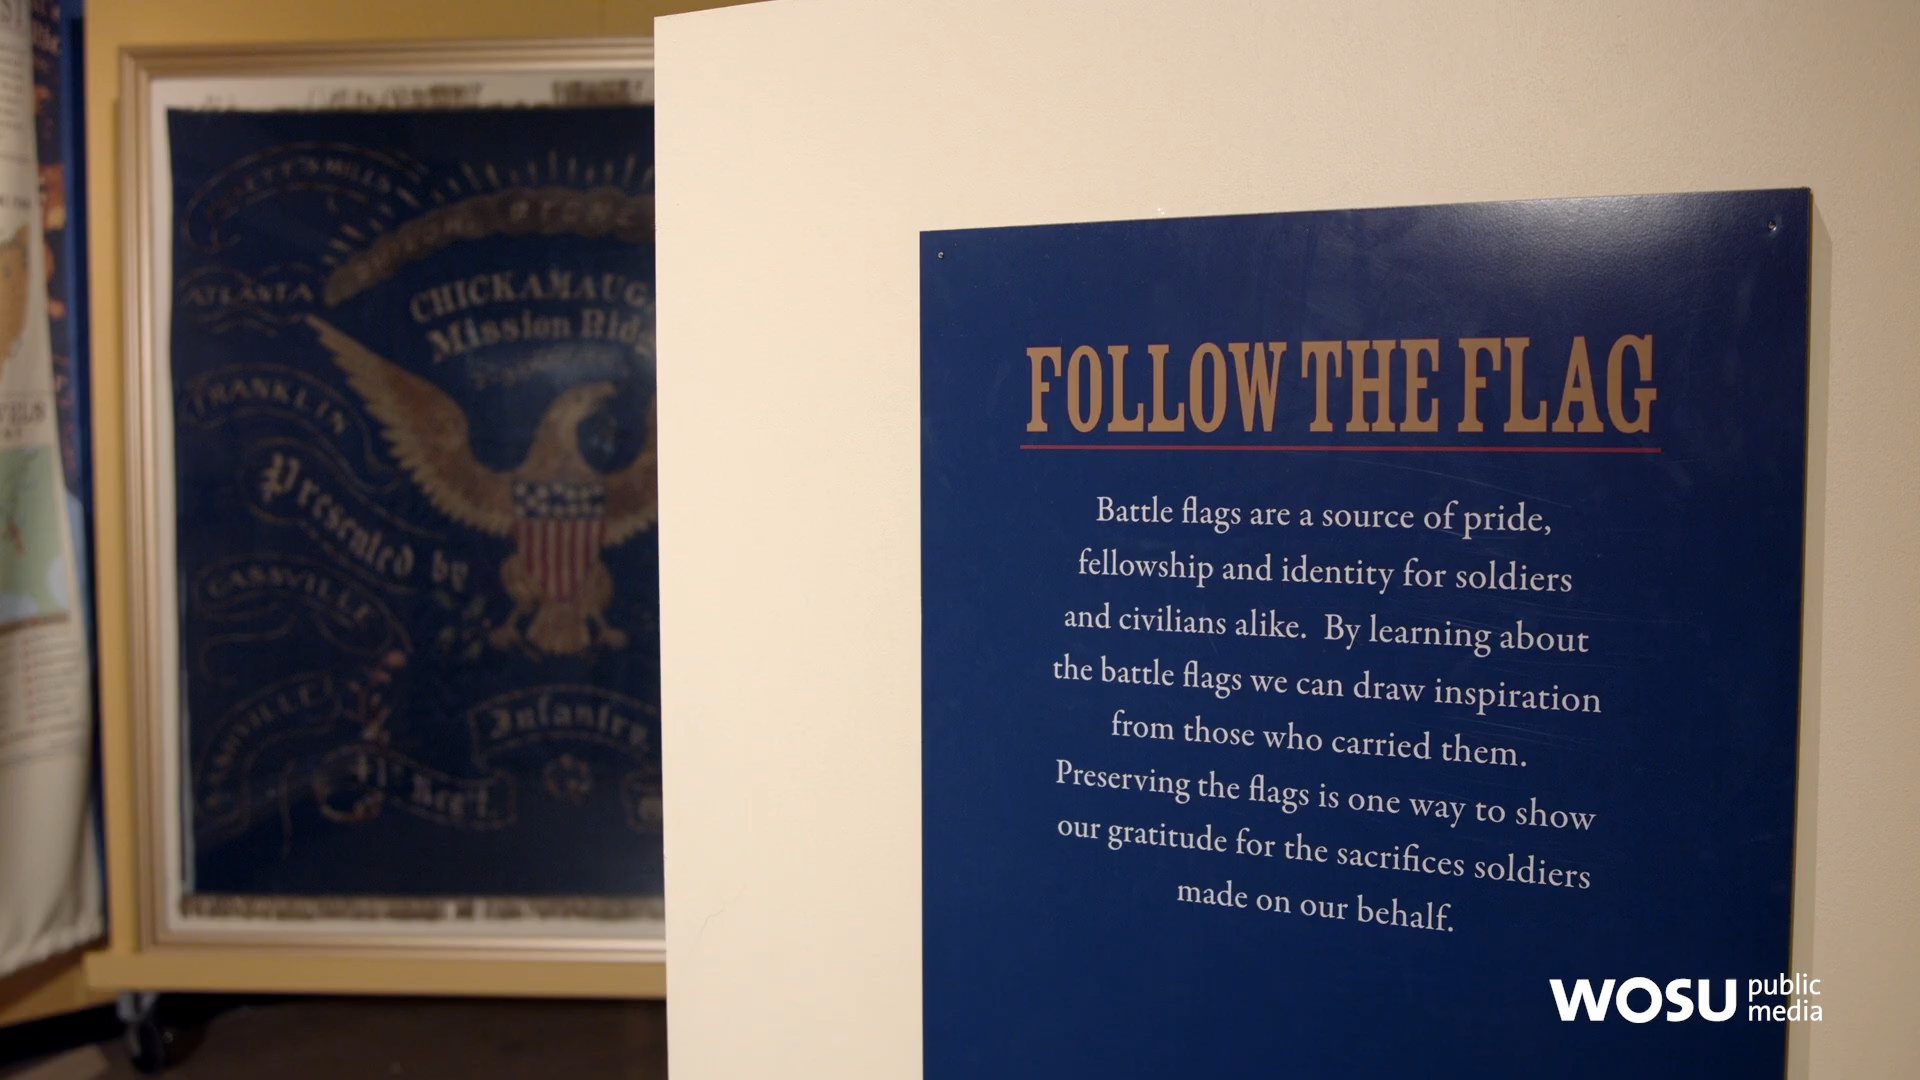 CHICKAMAUG
Mission Ridg
ATLANTA
FRANKLIN
Presented by
CASSVILLE
Infantry.
FOLLOW THE FLAG
Battle flags are a source of pride,
fellowship and identity for soldiers
and civilians alike. By learning about
the battle flags we can draw inspiration
from those who carried them.
Preserving the flags is one way to show
our gratitude for the sacrifices soldiers
made on our behalf.
WOSU public media